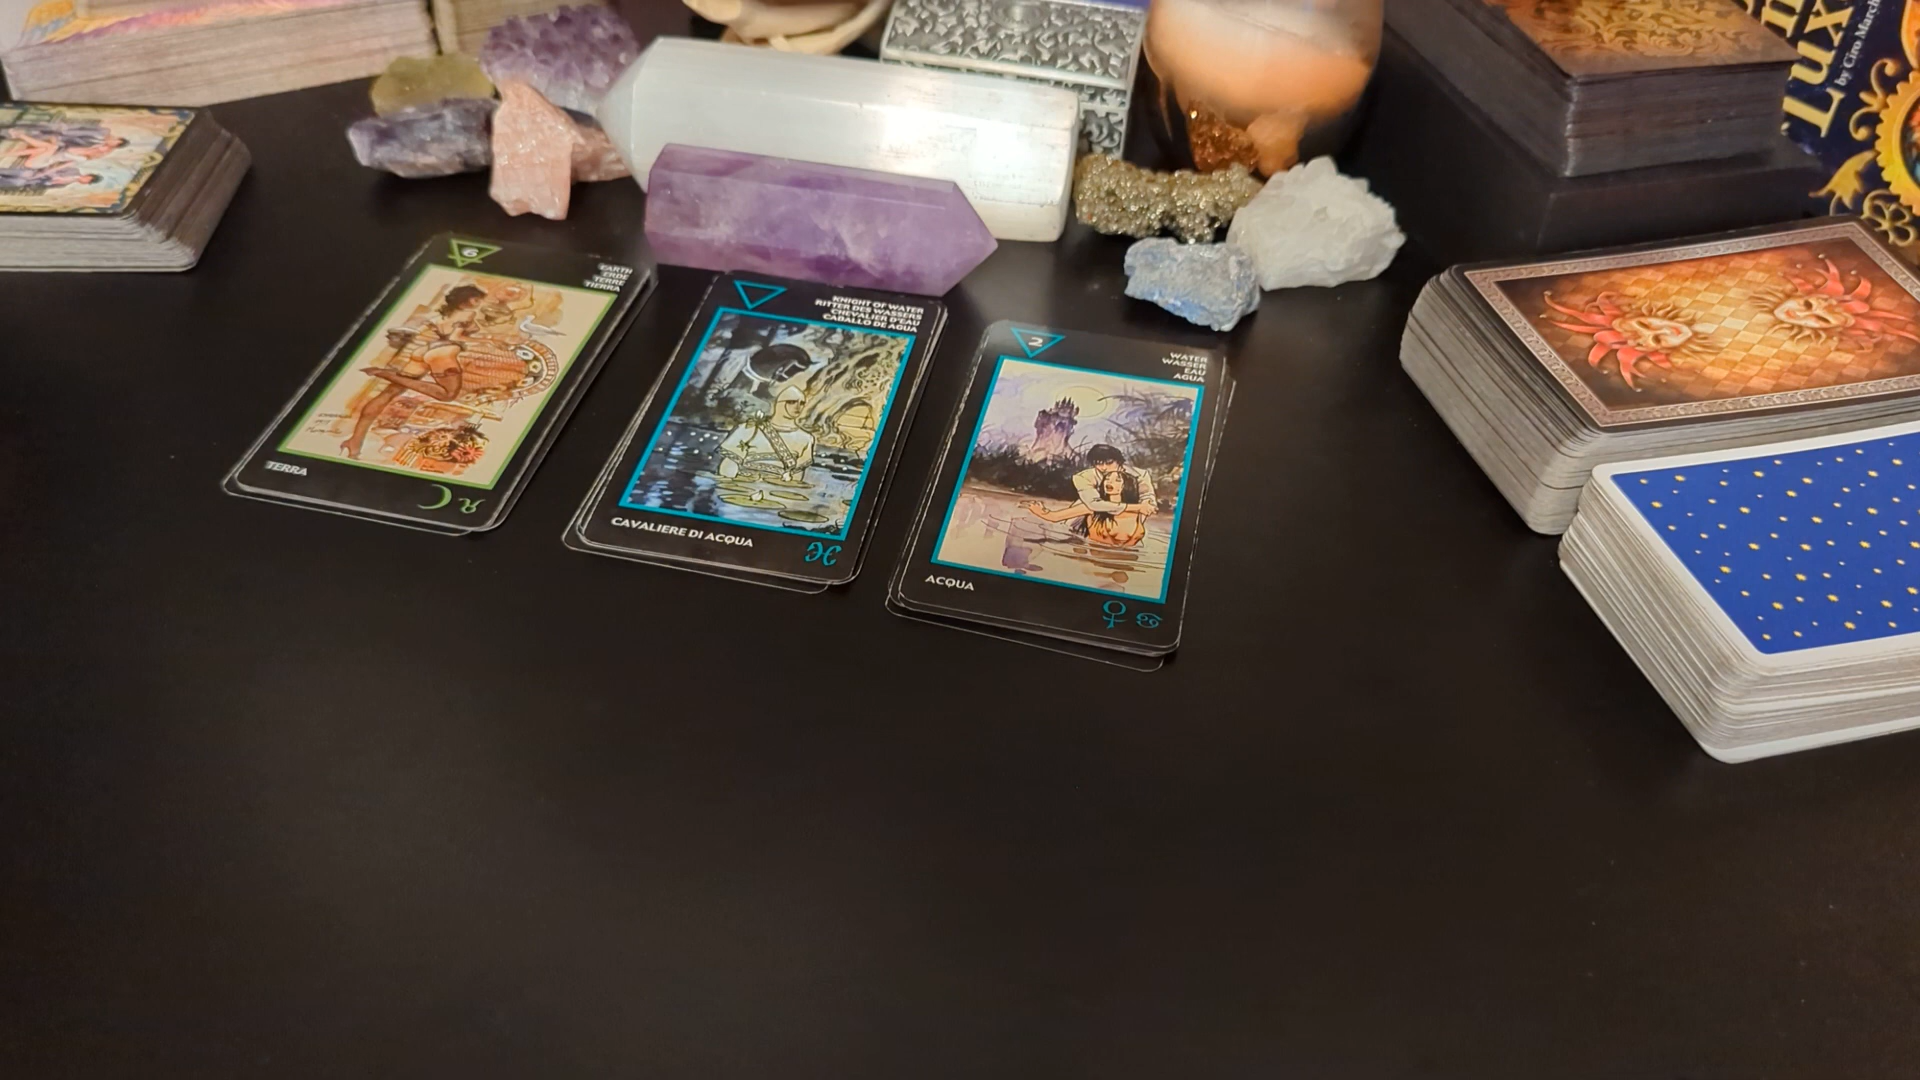 6
EARTH
ERDE
TERRE
TIERRA
TERRA
KNIGHT OF WATER
RITTER DES WASSERS
CHEVALIER D'EAU
CABALLO DE AGUA
CAVALIERE DI ACQUA
2
WATER
WASSER
EAU
AGUA
ACQUA
Lux
by Ciro March